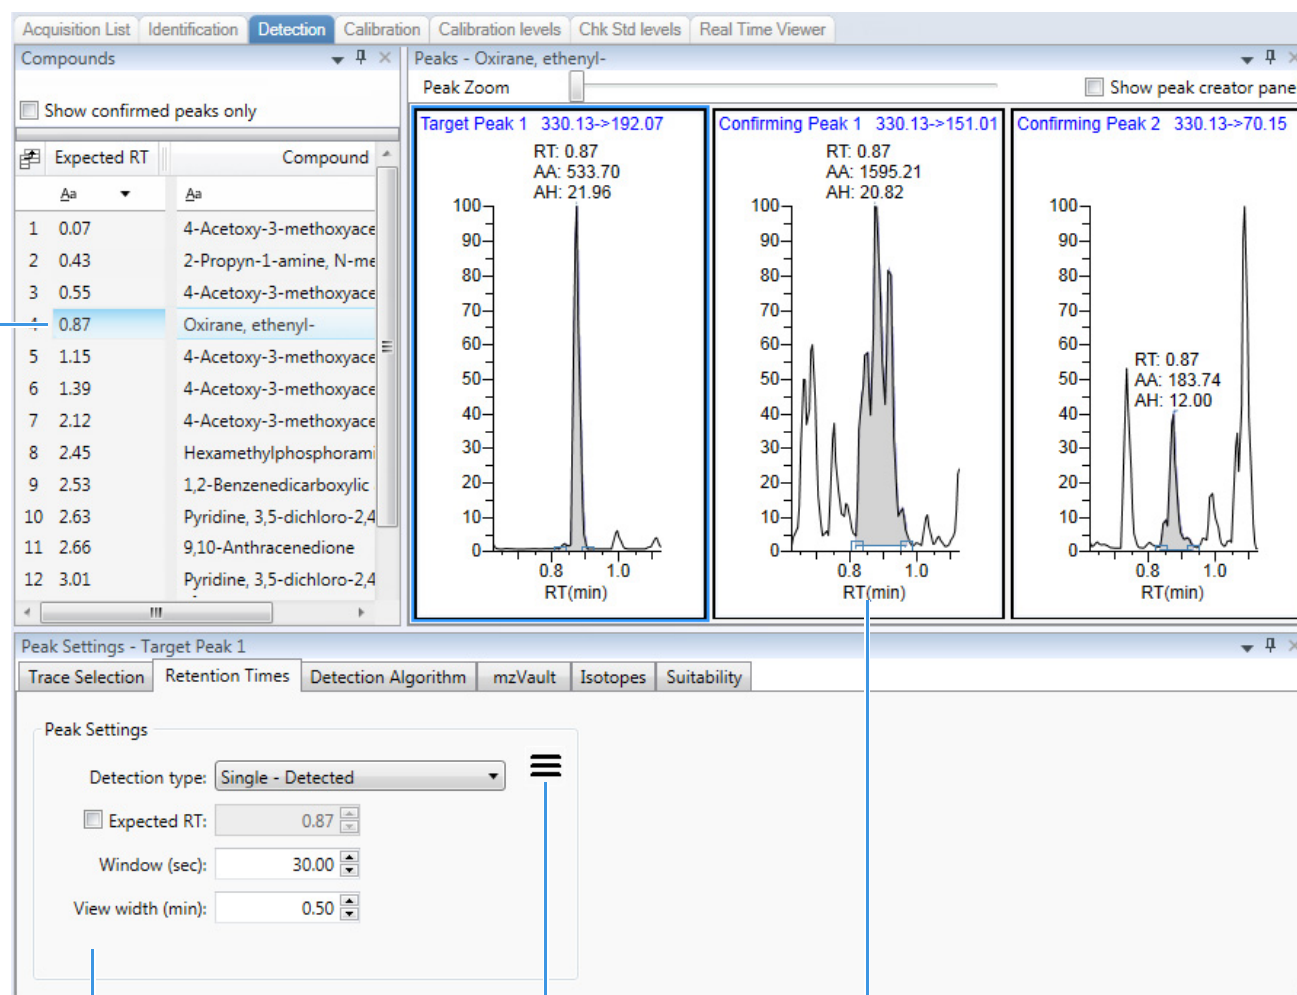 Acquisition List Identification Detection Calibration Calibration levels Chk Std levels Real Time Viewer
Compounds
Show confirmed peaks only
Expected RT Compound
Aa Aa
1 0.07 4-Acetoxy-3-methoxyace
2 0.43 2-Propyn-1-amine, N-me
3 0.55 4-Acetoxy-3-methoxyace
4 0.87 Oxirane, ethenyl-
5 1.15 4-Acetoxy-3-methoxyace
6 1.39 4-Acetoxy-3-methoxyace
7 2.12 4-Acetoxy-3-methoxyace
8 2.45 Hexamethylphosphorami
9 2.53 1,2-Benzenedicarboxylic
10 2.63 Pyridine, 3,5-dichloro-2,4
11 2.66 9,10-Anthracenedione
12 3.01 Pyridine, 3,5-dichloro-2,4
Peaks - Oxirane, ethenyl-
Peak Zoom
Show peak creator pane
Target Peak 1 330.13->192.07
RT: 0.87
AA: 533.70
AH: 21.96
100
90
80
70
60
50
40
30
20
10
0
0.8 1.0
RT(min)
Confirming Peak 1 330.13->151.01
RT: 0.87
AA: 1595.21
AH: 20.82
100
90
80
70
60
50
40
30
20
10
0
0.8 1.0
RT(min)
Confirming Peak 2 330.13->70.15
RT: 0.87
AA: 183.74
AH: 12.00
100
90
80
70
60
50
40
30
20
10
0
0.8 1.0
RT(min)
Peak Settings - Target Peak 1
Trace Selection Retention Times Detection Algorithm mzVault Isotopes Suitability
Peak Settings
Detection type: Single - Detected
Expected RT: 0.87
Window (sec): 30.00
View width (min): 0.50